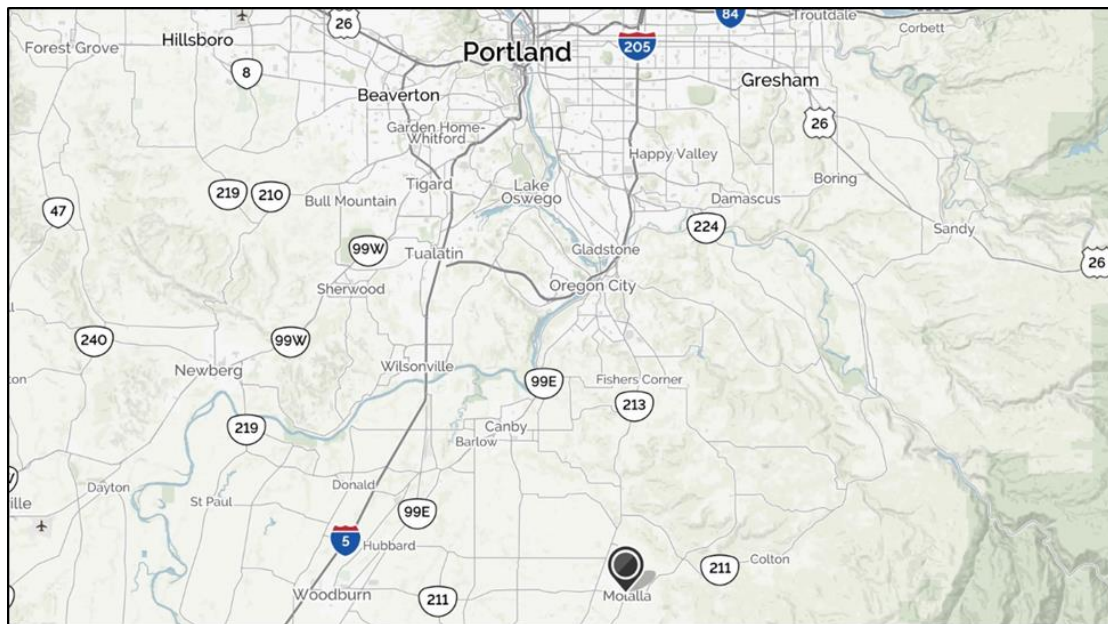 26
84
Troutdale
Corbett
Forest Grove
Hillsboro
Portland
205
8
Beaverton
Gresham
26
Garden Home-
Whitford
Happy Valley
Boring
219
210
Tigard
Lake
Oswego
Damascus
47
Bull Mountain
224
Sandy
99W
Tualatin
Gladstone
26
Sherwood
Oregon City
240
99W
Newberg
Wilsonville
99E
Fishers Corner
213
219
Canby
Barlow
Dayton
Donald
St Paul
ville
99E
5
Hubbard
Colton
211
Woodburn
211
Molalla